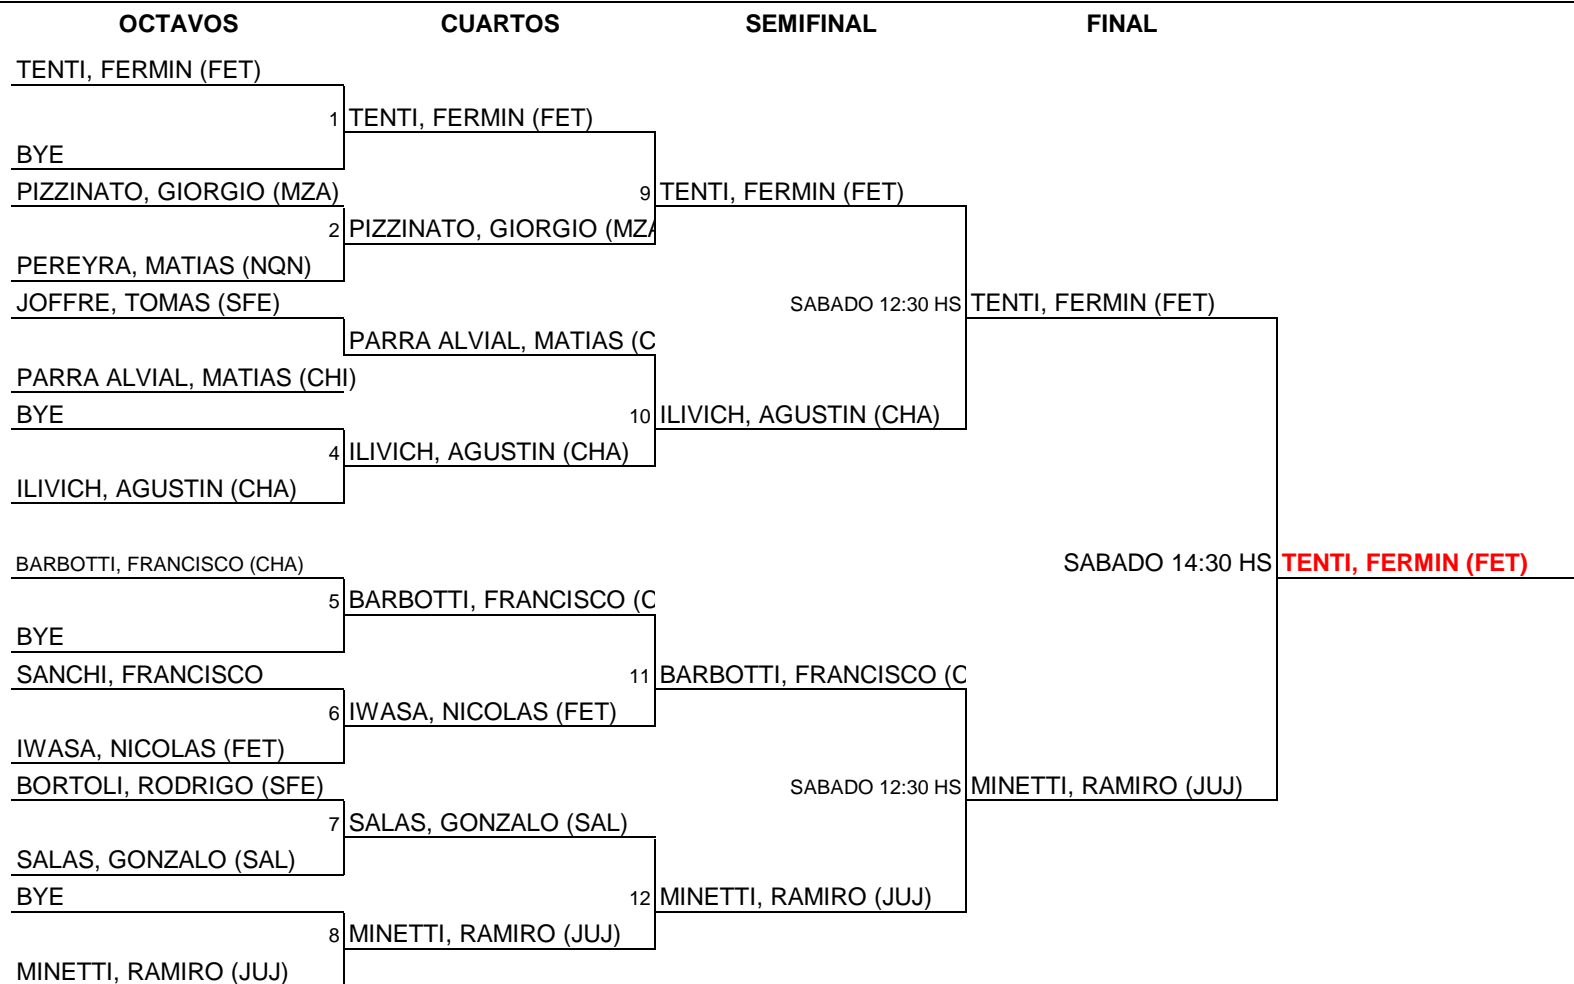 OCTAVOS CUARTOS SEMIFINAL FINAL
TENTI, FERMIN (FET)
1 TENTI, FERMIN (FET)
BYE
PIZZINATO, GIORGIO (MZA) 9 TENTI, FERMIN (FET)
2 PIZZINATO, GIORGIO (MZA
PEREYRA, MATIAS (NQN)
JOFFRE, TOMAS (SFE) SABADO 12:30 HS TENTI, FERMIN (FET)
PARRA ALVIAL, MATIAS (C
PARRA ALVIAL, MATIAS (CHI)
BYE 10 ILIVICH, AGUSTIN (CHA)
4 ILIVICH, AGUSTIN (CHA)
ILIVICH, AGUSTIN (CHA)
BARBOTTI, FRANCISCO (CHA) SABADO 14:30 HS TENTI, FERMIN (FET)
5 BARBOTTI, FRANCISCO (C
BYE
SANCHI, FRANCISCO 11 BARBOTTI, FRANCISCO (C
6 IWASA, NICOLAS (FET)
IWASA, NICOLAS (FET)
BORTOLI, RODRIGO (SFE) SABADO 12:30 HS MINETTI, RAMIRO (JUJ)
7 SALAS, GONZALO (SAL)
SALAS, GONZALO (SAL)
BYE 12 MINETTI, RAMIRO (JUJ)
8 MINETTI, RAMIRO (JUJ)
MINETTI, RAMIRO (JUJ)